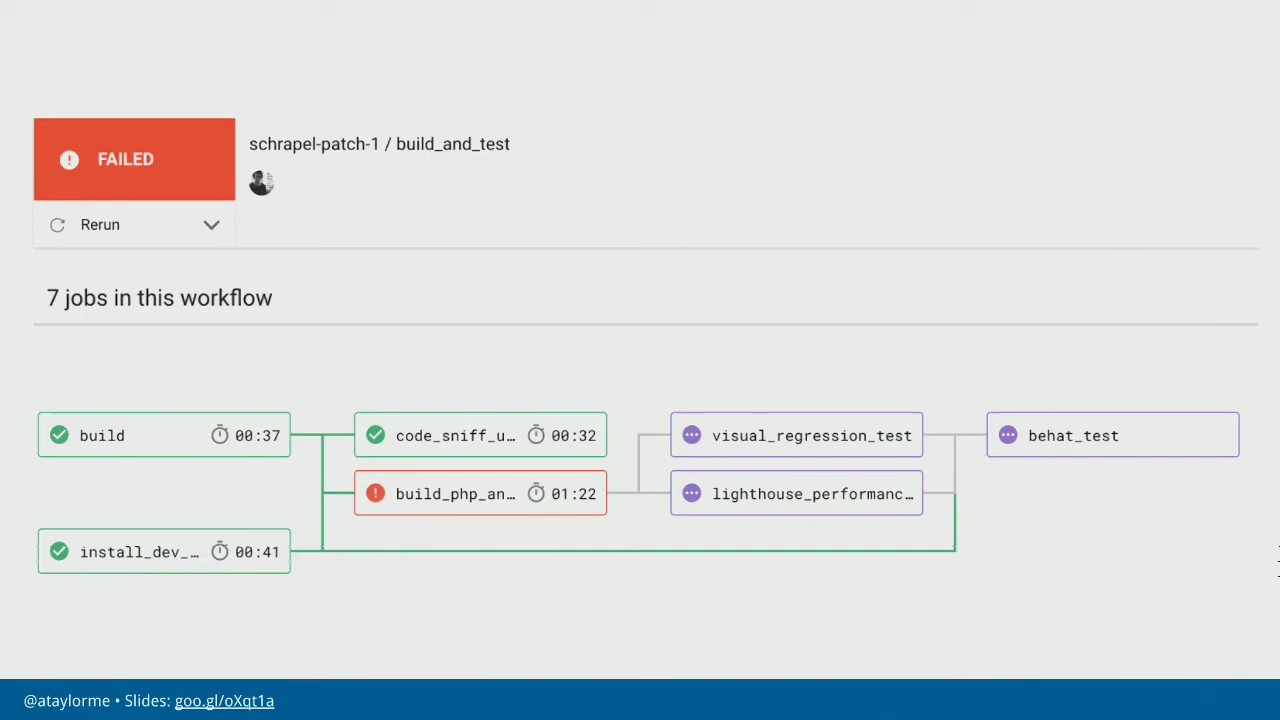 FAILED
schrapel-patch-1 / build_and_test
Rerun
7 jobs in this workflow
build 00:37
code_sniff_u… 00:32
visual_regression_test
behat_test
build_php_an… 01:22
lighthouse_performanc…
install_dev_… 00:41
@ataylorme • Slides: goo.gl/oXqt1a